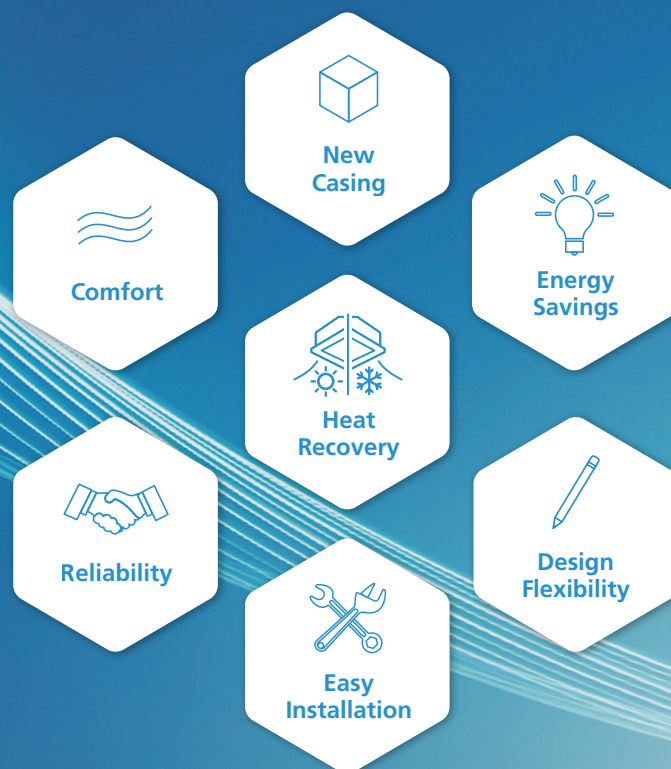 New
Casing
Comfort
Energy
Savings
Heat
Recovery
Reliability
Design
Flexibility
Easy
Installation